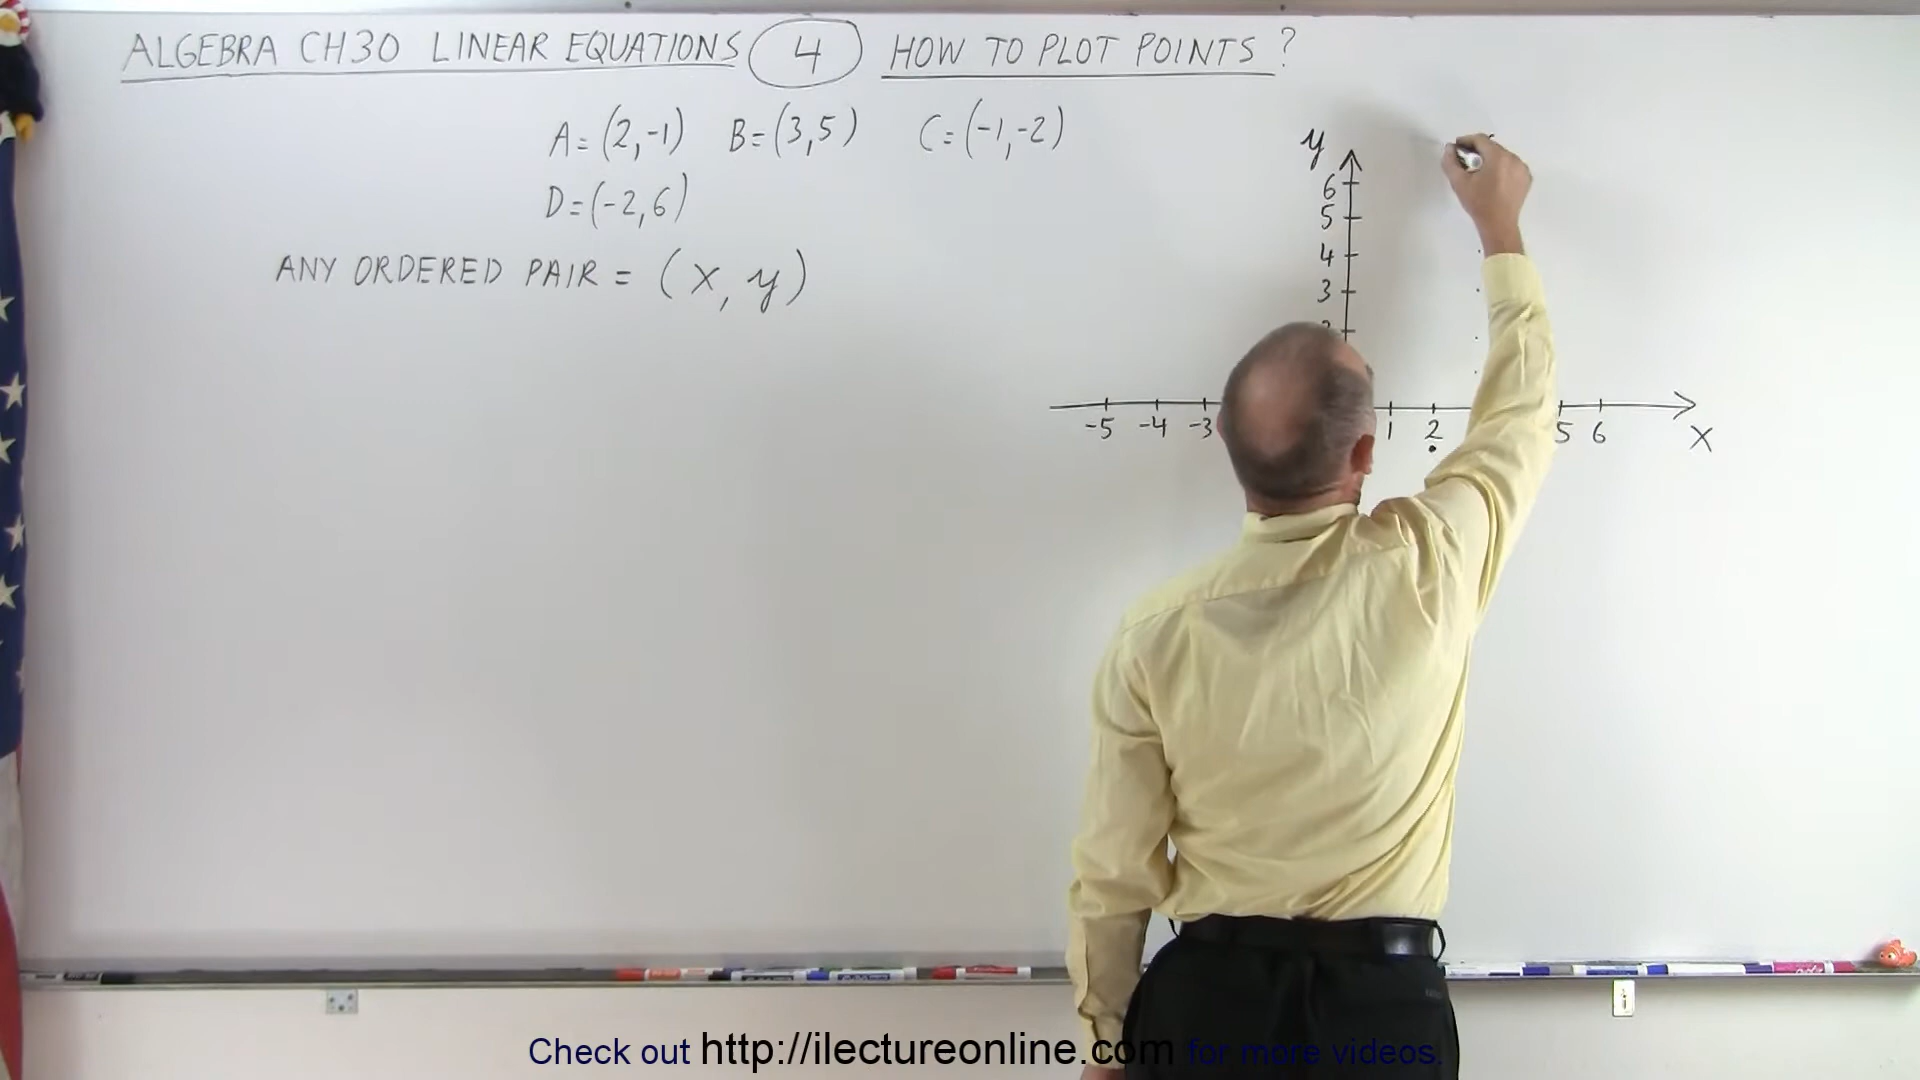 ALGEBRA CH30 LINEAR EQUATIONS 4 HOW TO PLOT POINTS ?
A=(2,-1) B=(3,5) C=(-1,-2)
D=(-2,6)
ANY ORDERED PAIR = (x, y)
y
6
5
4
3
2
-5 -4 -3 1 2 5 6
x
Check out http://ilectureonline.com for more videos.